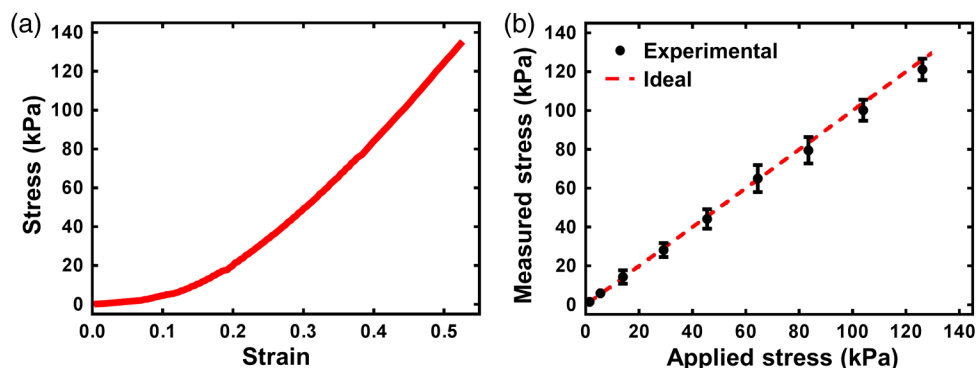 (a)
140
120
100
80
60
40
20
0
Stress (kPa)
0.0 0.1 0.2 0.3 0.4 0.5
Strain
(b)
140
120
100
80
60
40
20
0
Measured stress (kPa)
Experimental
Ideal
0 20 40 60 80 100 120 140
Applied stress (kPa)